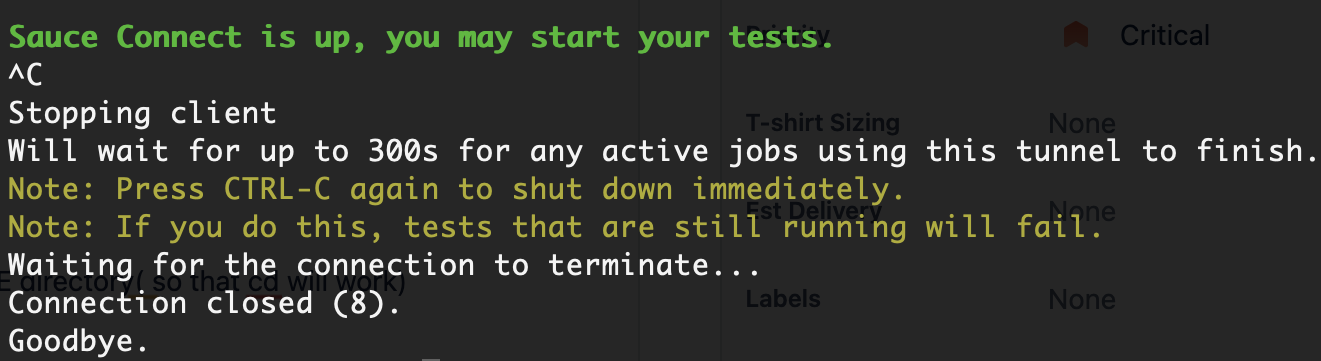 Sauce Connect is up, you may start your tests.
^C
Stopping client
Will wait for up to 300s for any active jobs using this tunnel to finish.
Note: Press CTRL-C again to shut down immediately.
Note: If you do this, tests that are still running will fail.
Waiting for the connection to terminate...
Connection closed (8).
Goodbye.
Critical
T-shirt Sizing
None
Est Delivery
None
E directory( so that cd will work)
Labels
None